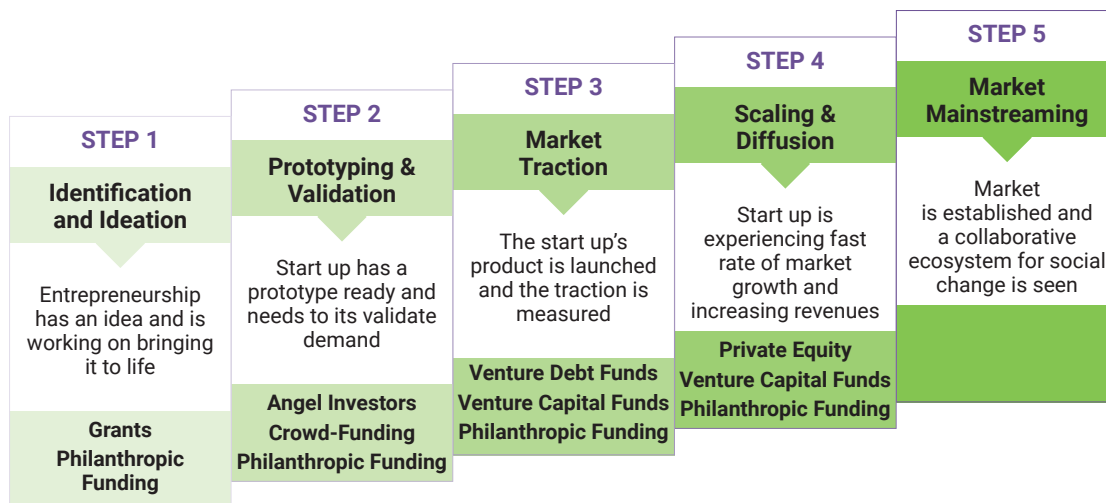 STEP 1
Identification
and Ideation
Entrepreneurship
has an idea and is
working on bringing
it to life
Grants
Philanthropic
Funding
STEP 2
Prototyping &
Validation
Start up has a
prototype ready and
needs to its validate
demand
Angel Investors
Crowd-Funding
Philanthropic Funding
STEP 3
Market
Traction
The start up’s
product is launched
and the traction is
measured
Venture Debt Funds
Venture Capital Funds
Philanthropic Funding
STEP 4
Scaling &
Diffusion
Start up is
experiencing fast
rate of market
growth and
increasing revenues
Private Equity
Venture Capital Funds
Philanthropic Funding
STEP 5
Market
Mainstreaming
Market
is established and
a collaborative
ecosystem for social
change is seen